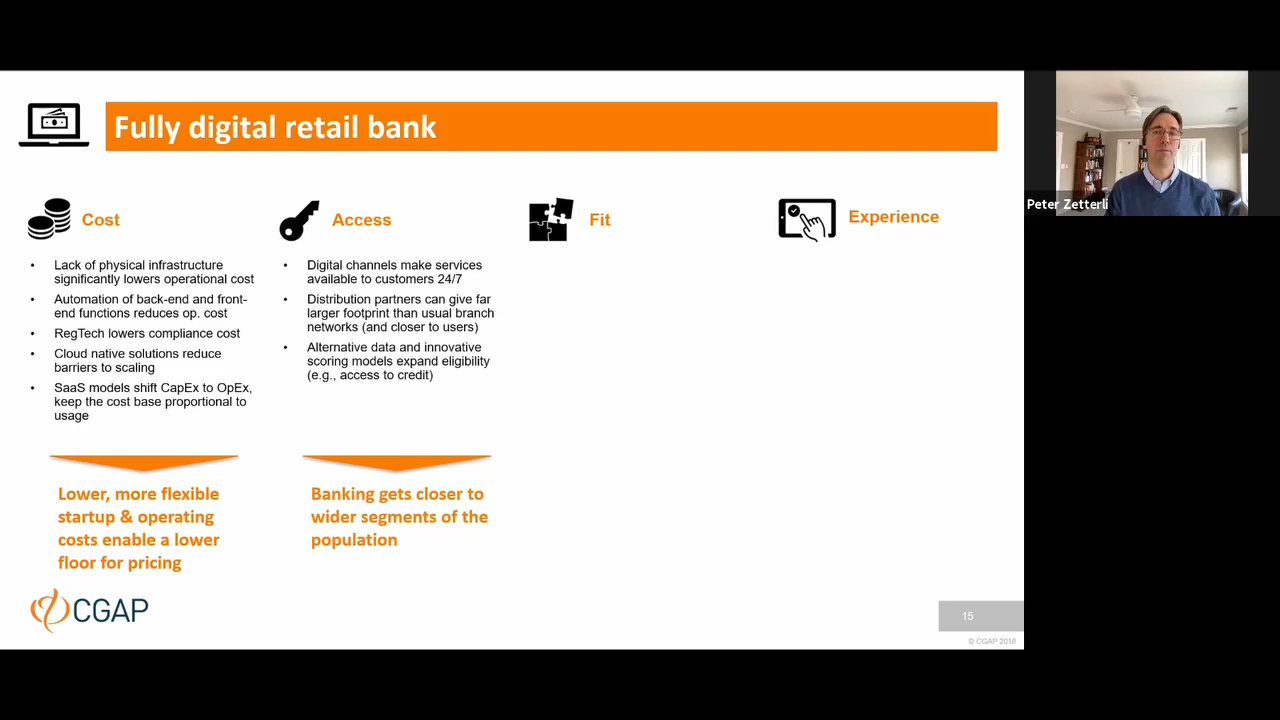 Fully digital retail bank
Cost
Lack of physical infrastructure
significantly lowers operational cost
Automation of back-end and front-
end functions reduces op. cost
RegTech lowers compliance cost
Cloud native solutions reduce
barriers to scaling
SaaS models shift CapEx to OpEx,
keep the cost base proportional to
usage
Lower, more flexible
startup & operating
costs enable a lower
floor for pricing
Access
Digital channels make services
available to customers 24/7
Distribution partners can give far
larger footprint than usual branch
networks (and closer to users)
Alternative data and innovative
scoring models expand eligibility
(e.g., access to credit)
Banking gets closer to
wider segments of the
population
Fit
Experience
CGAP
15
© CGAP 2018
Peter Zetterli